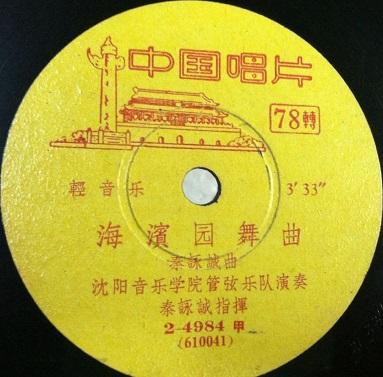 中国唱片
78轉
輕音乐 3′33″
海濱园舞曲
秦詠誠曲
沈阳音乐学院管弦乐队演奏
秦詠誠指揮
2-4984 甲
(610041)